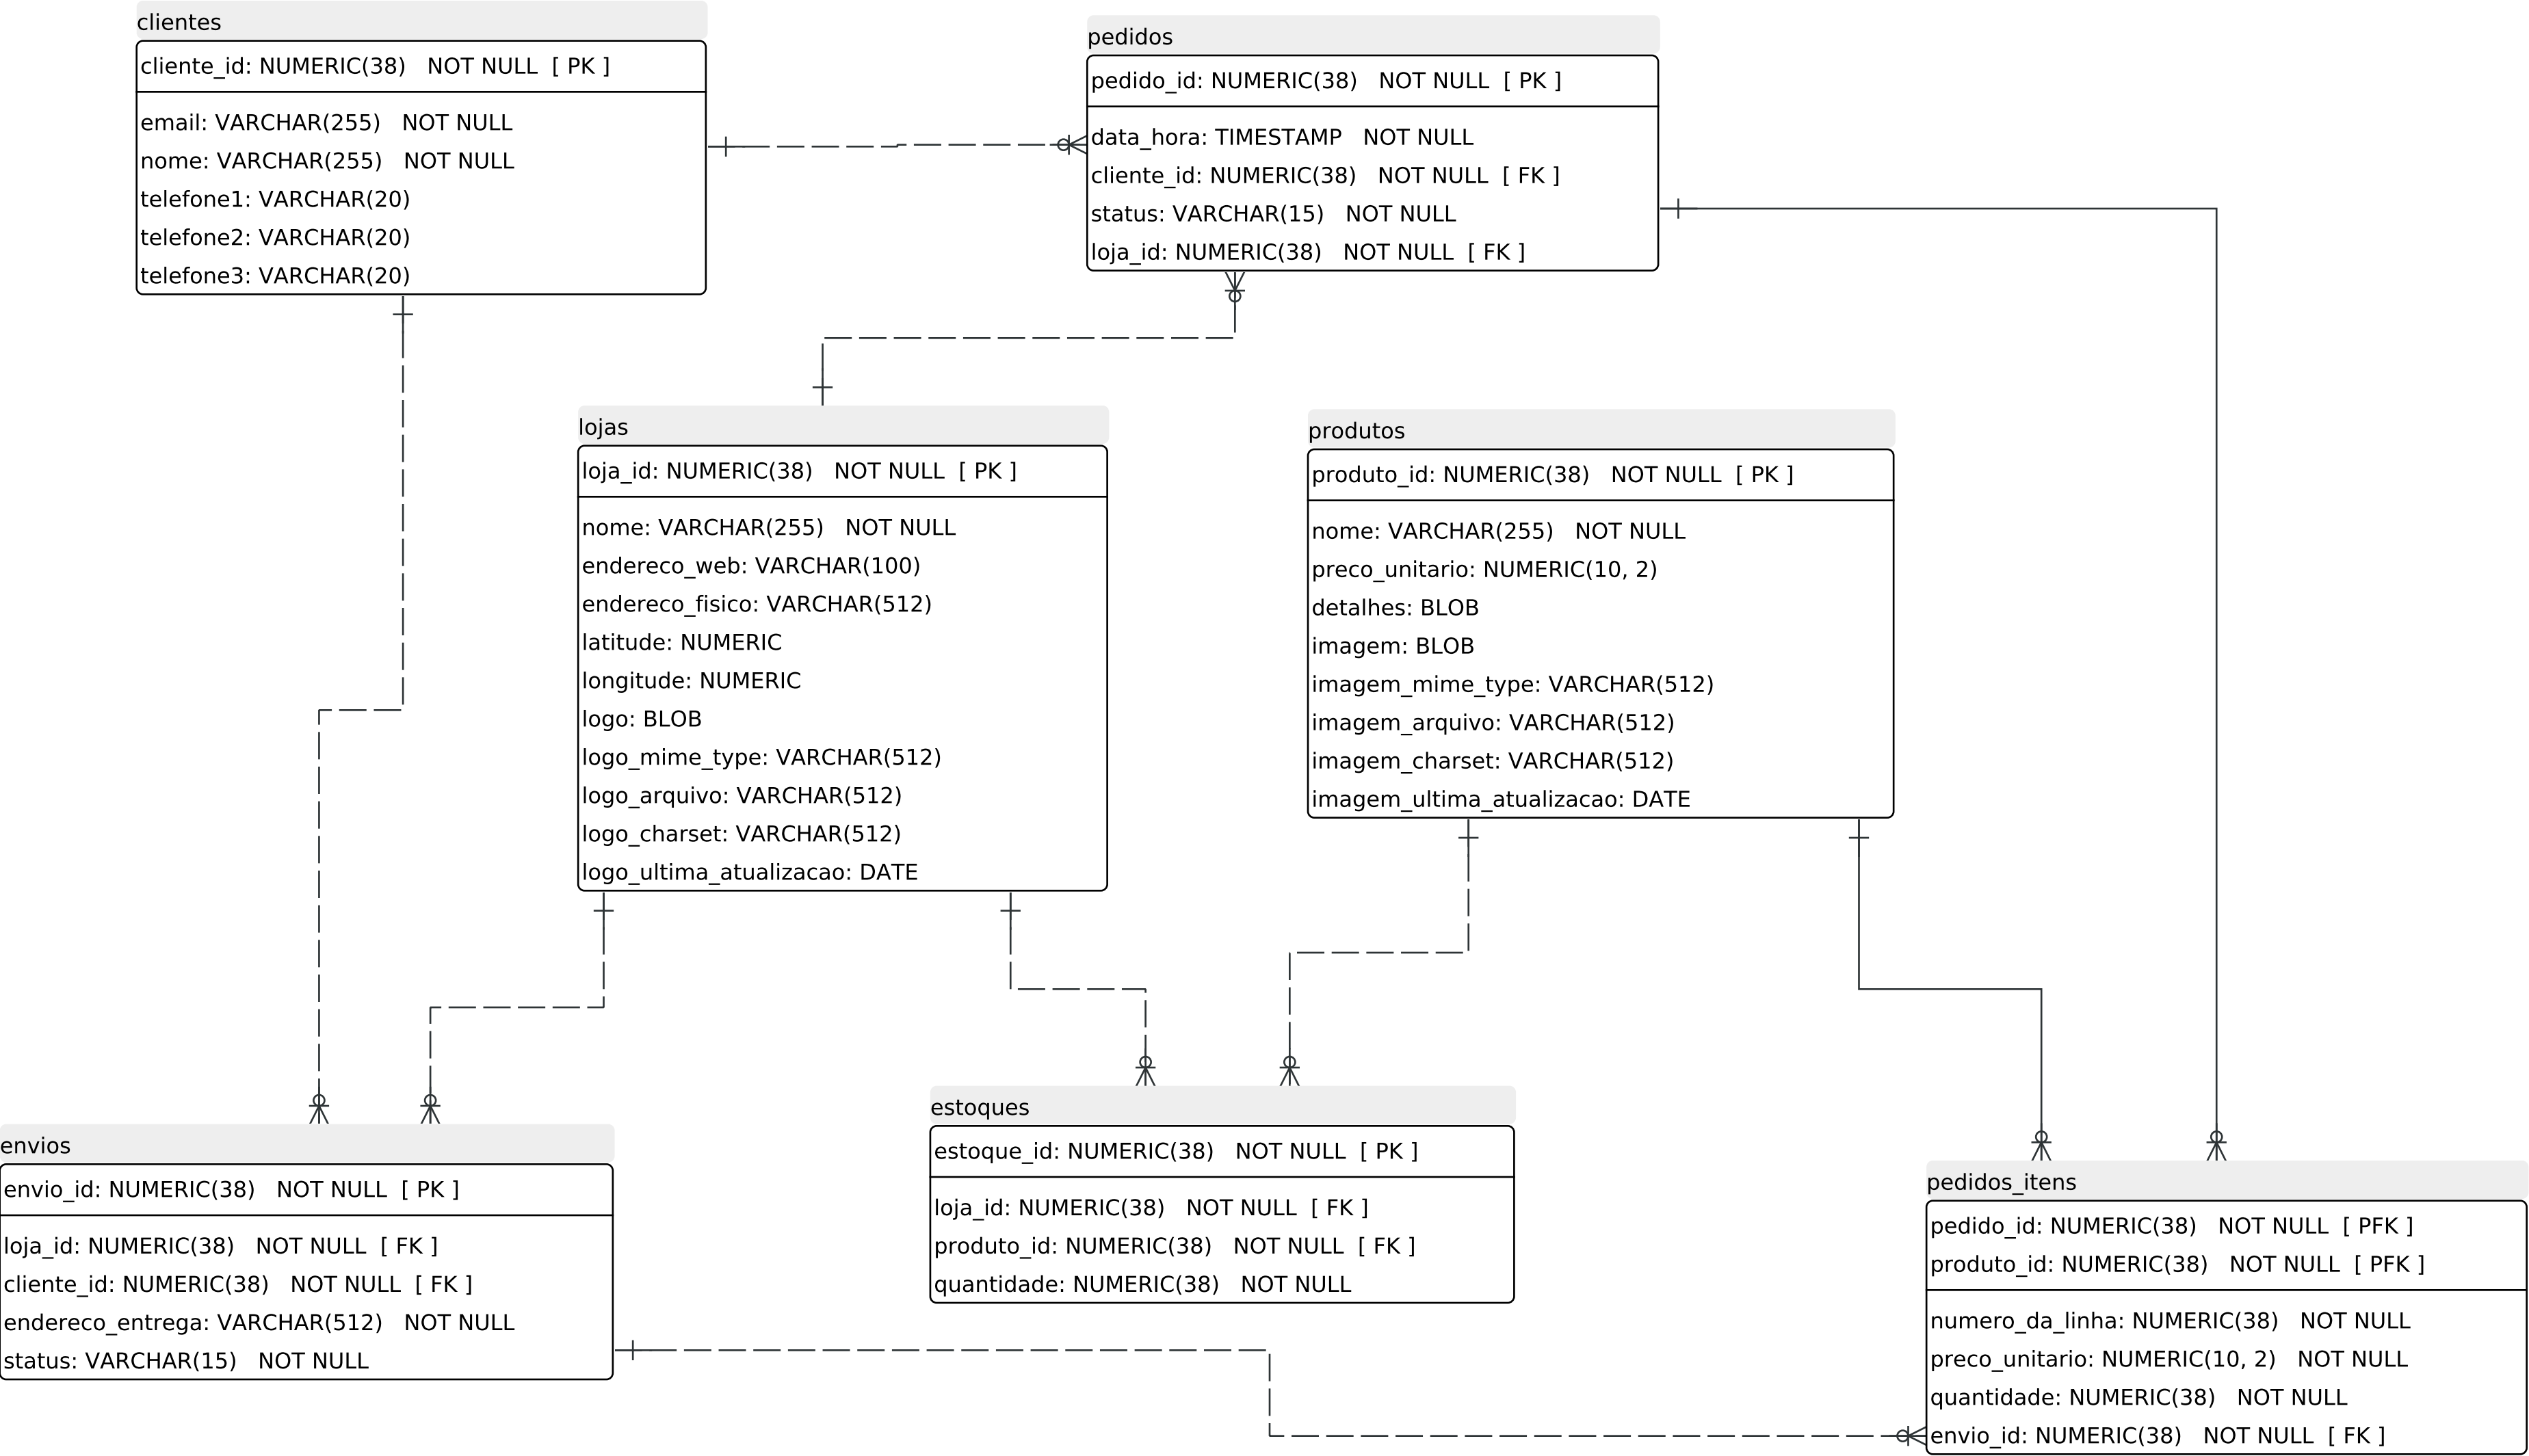 clientes
cliente_id: NUMERIC(38)   NOT NULL  [ PK ]
email: VARCHAR(255)   NOT NULL
nome: VARCHAR(255)   NOT NULL
telefone1: VARCHAR(20)
telefone2: VARCHAR(20)
telefone3: VARCHAR(20)
pedidos
pedido_id: NUMERIC(38)   NOT NULL  [ PK ]
data_hora: TIMESTAMP   NOT NULL
cliente_id: NUMERIC(38)   NOT NULL  [ FK ]
status: VARCHAR(15)   NOT NULL
loja_id: NUMERIC(38)   NOT NULL  [ FK ]
lojas
loja_id: NUMERIC(38)   NOT NULL  [ PK ]
nome: VARCHAR(255)   NOT NULL
endereco_web: VARCHAR(100)
endereco_fisico: VARCHAR(512)
latitude: NUMERIC
longitude: NUMERIC
logo: BLOB
logo_mime_type: VARCHAR(512)
logo_arquivo: VARCHAR(512)
logo_charset: VARCHAR(512)
logo_ultima_atualizacao: DATE
produtos
produto_id: NUMERIC(38)   NOT NULL  [ PK ]
nome: VARCHAR(255)   NOT NULL
preco_unitario: NUMERIC(10, 2)
detalhes: BLOB
imagem: BLOB
imagem_mime_type: VARCHAR(512)
imagem_arquivo: VARCHAR(512)
imagem_charset: VARCHAR(512)
imagem_ultima_atualizacao: DATE
envios
envio_id: NUMERIC(38)   NOT NULL  [ PK ]
loja_id: NUMERIC(38)   NOT NULL  [ FK ]
cliente_id: NUMERIC(38)   NOT NULL  [ FK ]
endereco_entrega: VARCHAR(512)   NOT NULL
status: VARCHAR(15)   NOT NULL
estoques
estoque_id: NUMERIC(38)   NOT NULL  [ PK ]
loja_id: NUMERIC(38)   NOT NULL  [ FK ]
produto_id: NUMERIC(38)   NOT NULL  [ FK ]
quantidade: NUMERIC(38)   NOT NULL
pedidos_itens
pedido_id: NUMERIC(38)   NOT NULL  [ PFK ]
produto_id: NUMERIC(38)   NOT NULL  [ PFK ]
numero_da_linha: NUMERIC(38)   NOT NULL
preco_unitario: NUMERIC(10, 2)   NOT NULL
quantidade: NUMERIC(38)   NOT NULL
envio_id: NUMERIC(38)   NOT NULL  [ FK ]